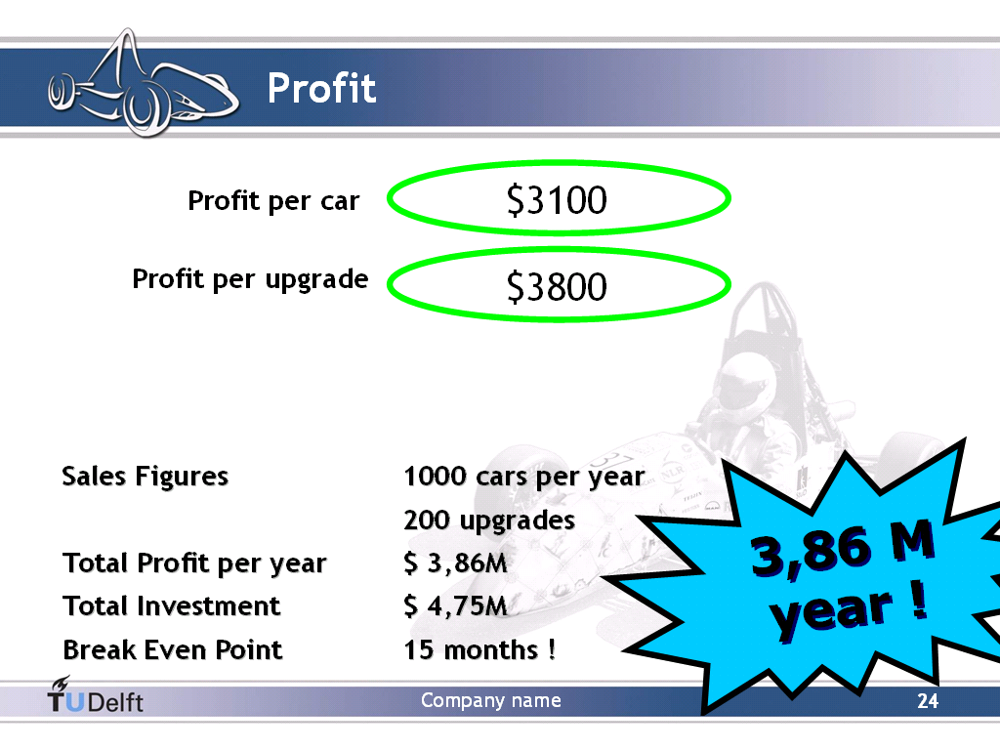 Profit
Profit per car
$3100
Profit per upgrade
$3800
Sales Figures
1000 cars per year
200 upgrades
Total Profit per year
$ 3,86M
Total Investment
$ 4,75M
Break Even Point
15 months !
3,86 M
year !
TUDelft
Company name
24